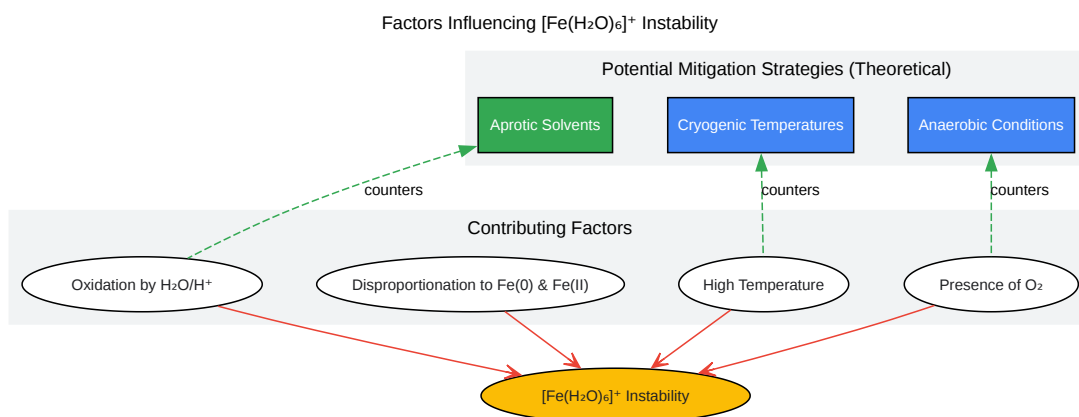 Factors Influencing [Fe(H₂O)₆]⁺ Instability
Potential Mitigation Strategies (Theoretical)
Aprotic Solvents
Cryogenic Temperatures
Anaerobic Conditions
counters
counters
counters
Contributing Factors
Oxidation by H₂O/H⁺
Disproportionation to Fe(0) & Fe(II)
High Temperature
Presence of O₂
[Fe(H₂O)₆]⁺ Instability